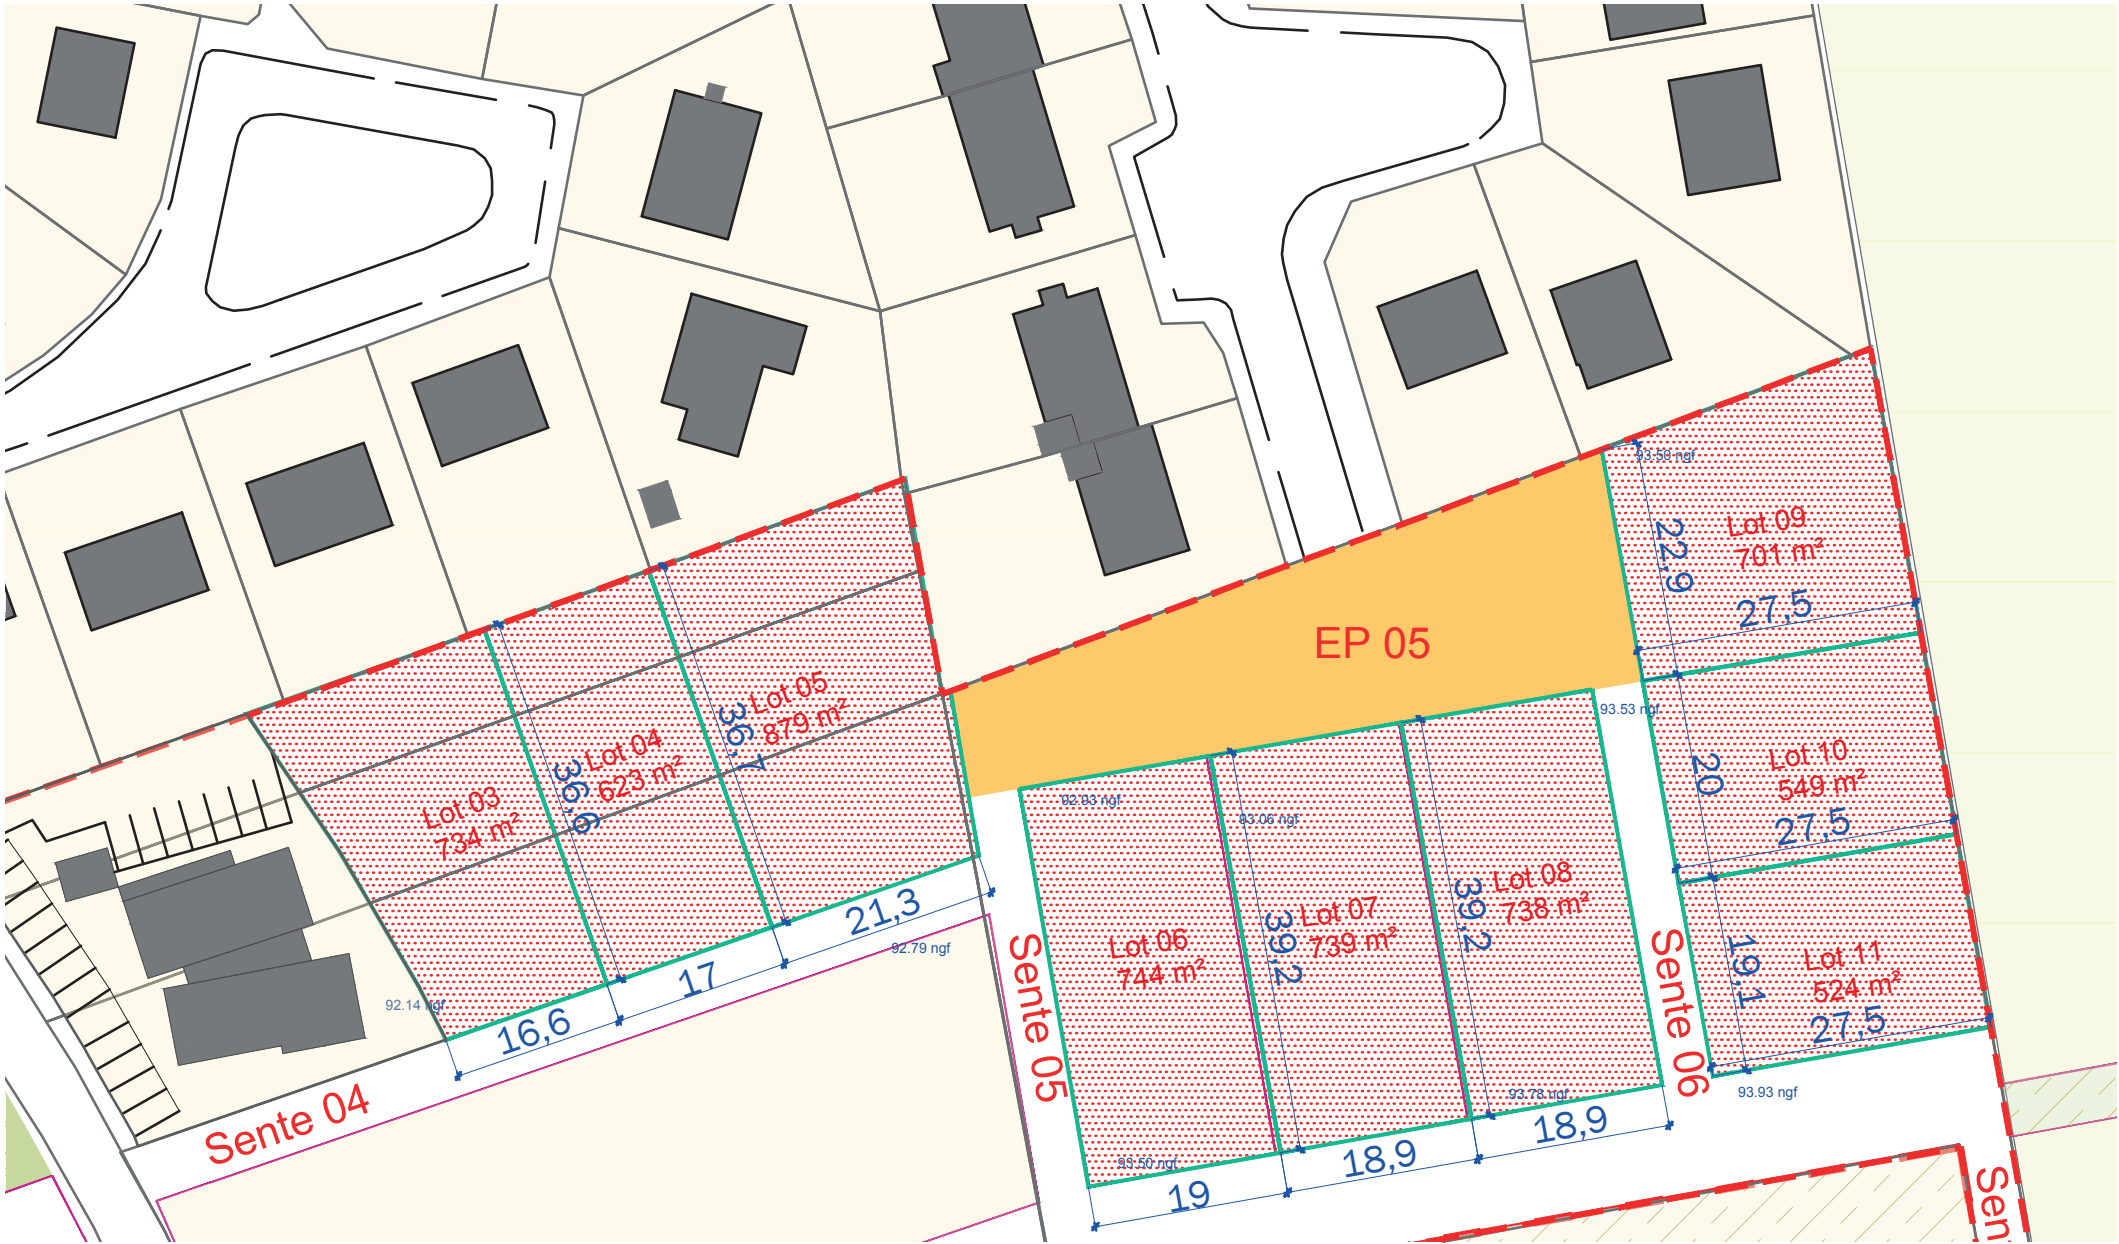 93.50 ngf
Lot 09
701 m²
22,9
27,5
EP 05
93.53 ngf
Lot 05
879 m²
36,7
Lot 04
623 m²
36,6
Lot 03
734 m²
Lot 10
549 m²
20
27,5
92.93 ngf
93.06 ngf
Lot 08
738 m²
39,2
Lot 07
739 m²
39,2
Lot 06
744 m²
21,3
92.79 ngf
17
16,6
92.14 ngf
Sente 04
Sente 05
Sente 06
Lot 11
524 m²
19,1
27,5
93.78 ngf
93.93 ngf
93.50 ngf
18,9
18,9
19
Sen